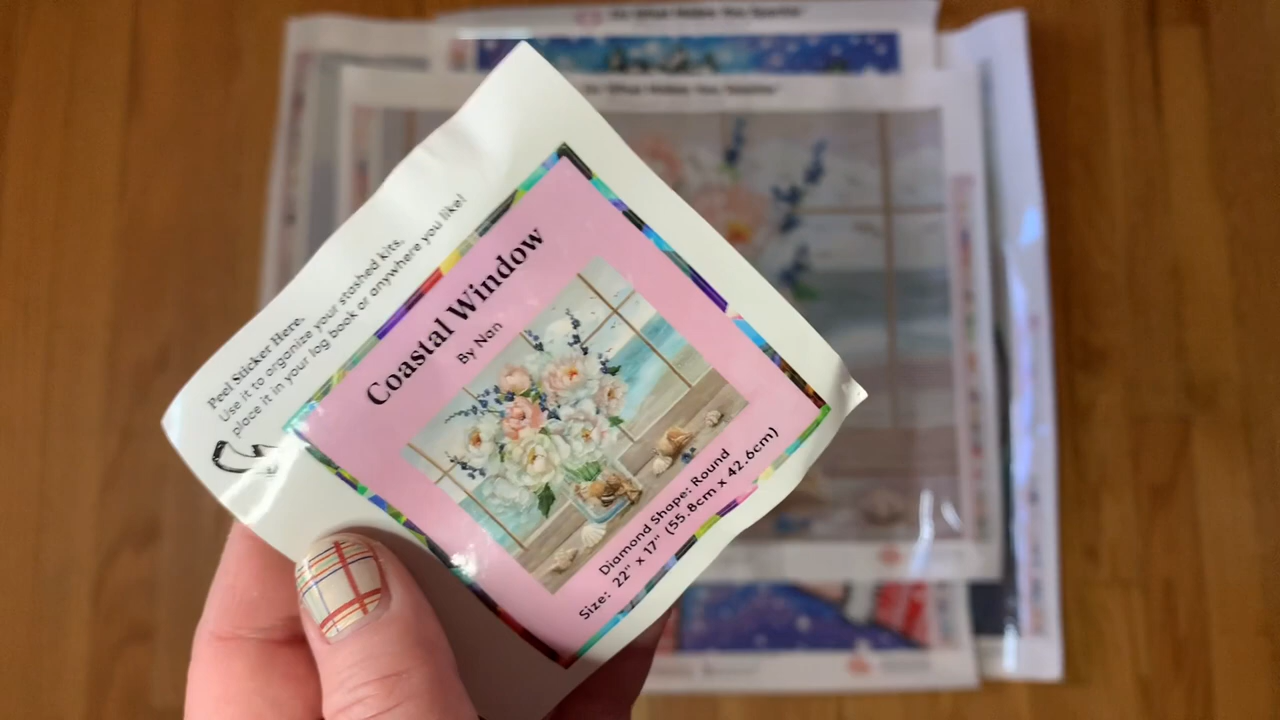 Peel Sticker Here.
Use it to organize your stashed kits,
place it in your log book or anywhere you like!
Coastal Window
By Nan
Diamond Shape: Round
Size: 22" x 17" (55.8cm x 42.6cm)